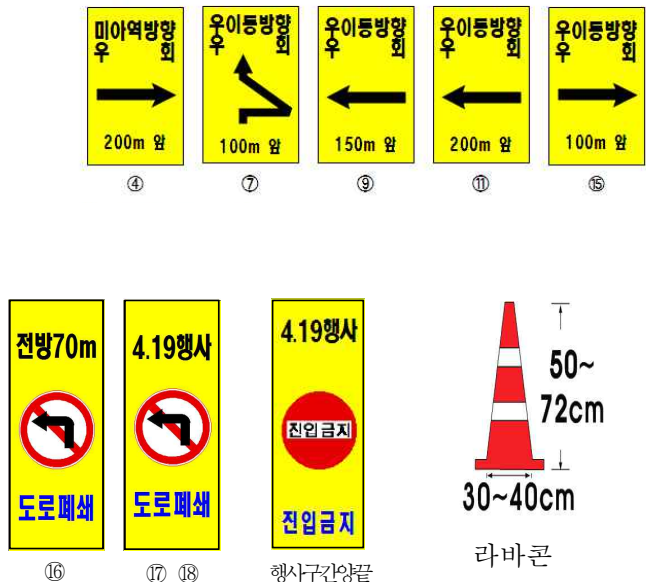 미아역방향
우 회
200m 앞
④
우이동방향
우 회
100m 앞
⑦
우이동방향
우 회
150m 앞
⑨
우이동방향
우 회
200m 앞
⑪
우이동방향
우 회
100m 앞
⑮
전방70m
도로폐쇄
⑯
4.19행사
도로폐쇄
⑰ ⑱
4.19행사
진입금지
진입금지
행사구간양끝
50~
72cm
30~40cm
라바콘